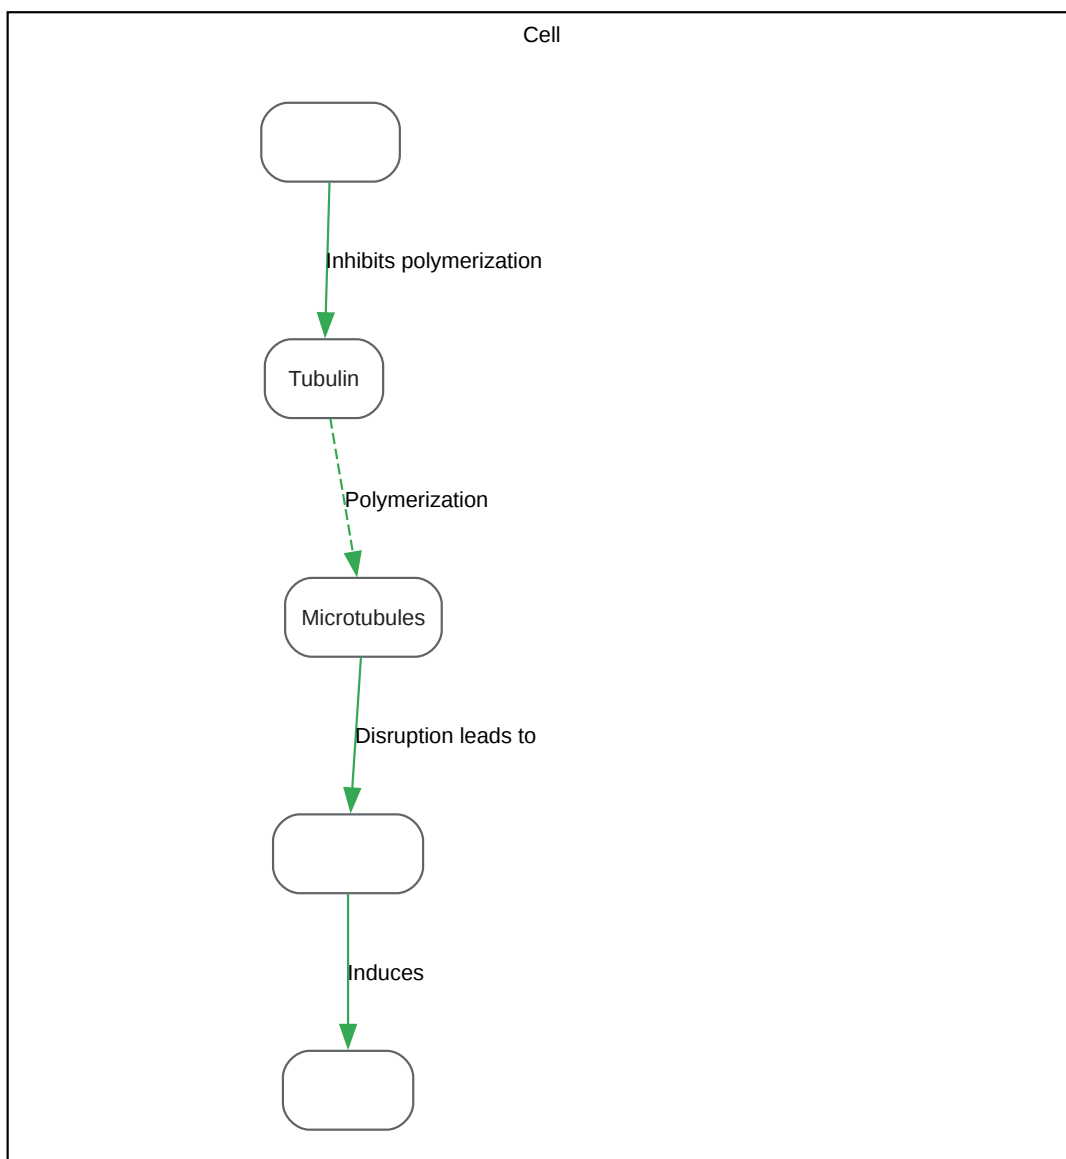 Cell
Inhibits polymerization
Tubulin
Polymerization
Microtubules
Disruption leads to
Induces